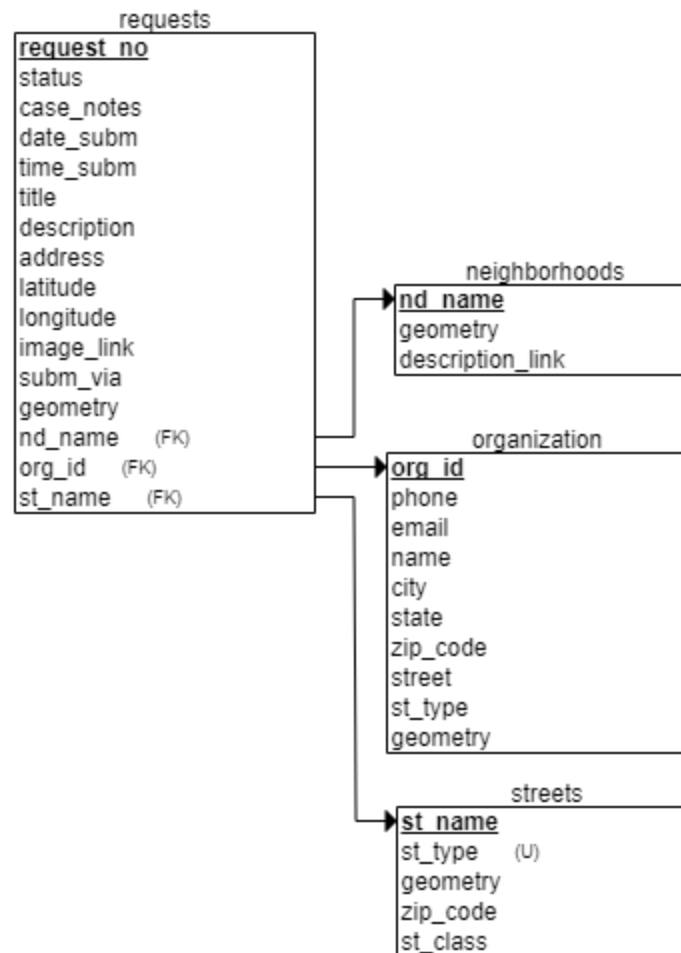 requests
request_no
status
case_notes
date_subm
time_subm
title
description
address
latitude
longitude
image_link
subm_via
geometry
nd_name (FK)
org_id (FK)
st_name (FK)
neighborhoods
nd_name
geometry
description_link
organization
org_id
phone
email
name
city
state
zip_code
street
st_type
geometry
streets
st_name
st_type (U)
geometry
zip_code
st_class